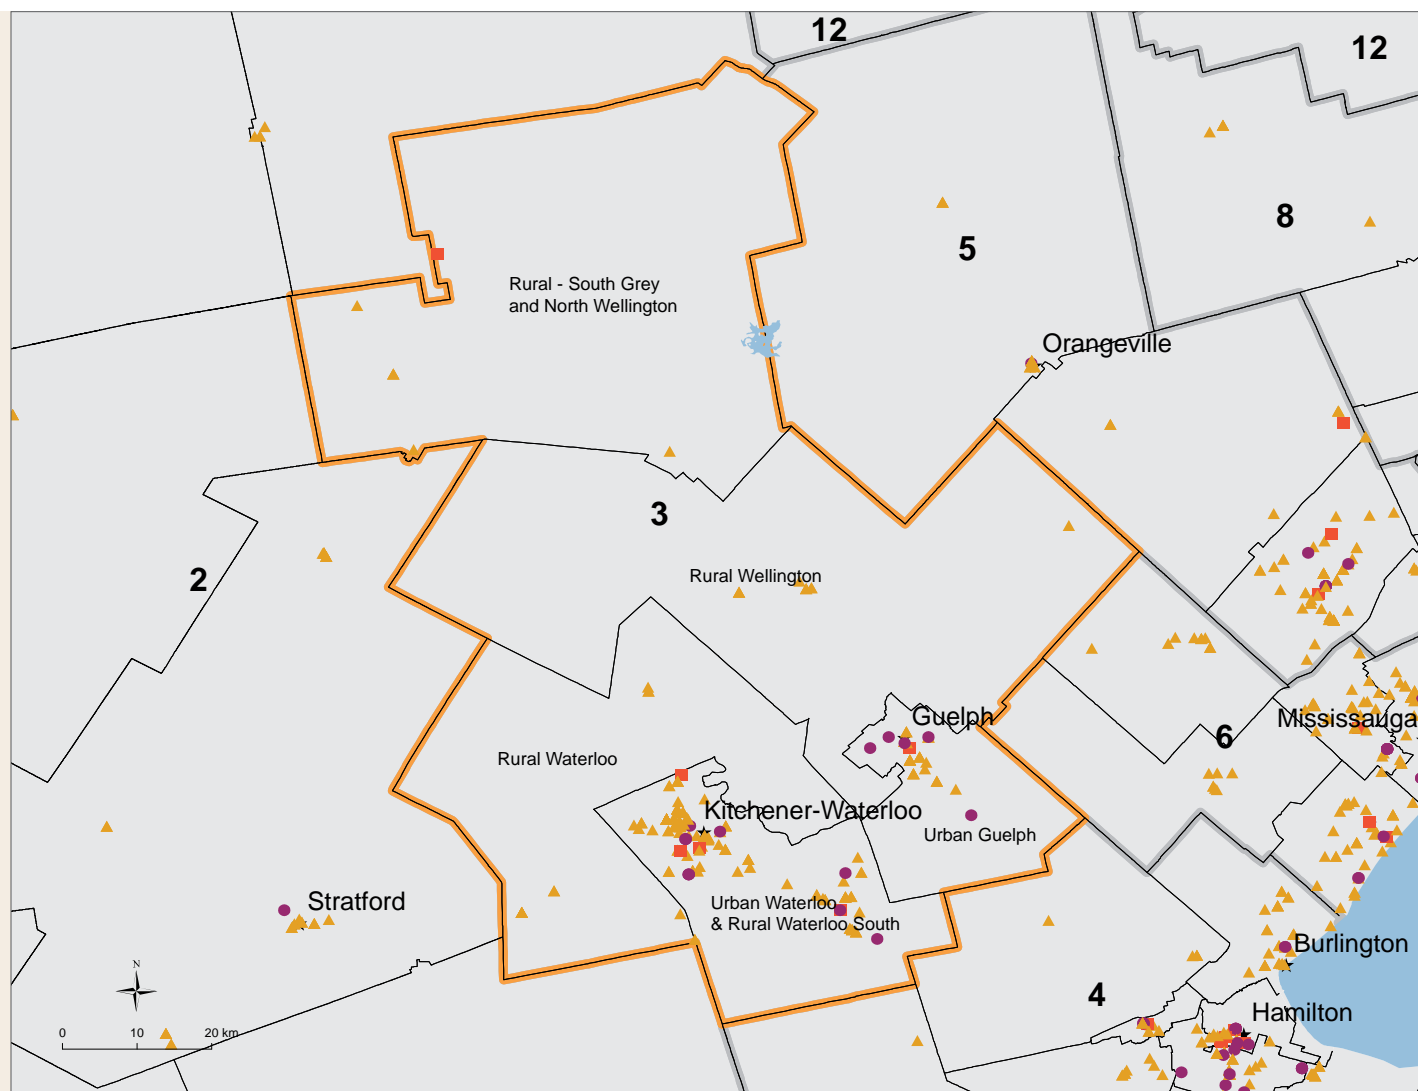 12
12
8
5
Rural - South Grey
and North Wellington
Orangeville
3
Rural Wellington
2
Guelph
Mississauga
6
Rural Waterloo
Kitchener-Waterloo
Urban Guelph
Stratford
Urban Waterloo
& Rural Waterloo South
Burlington
N
4
Hamilton
0 10 20 km